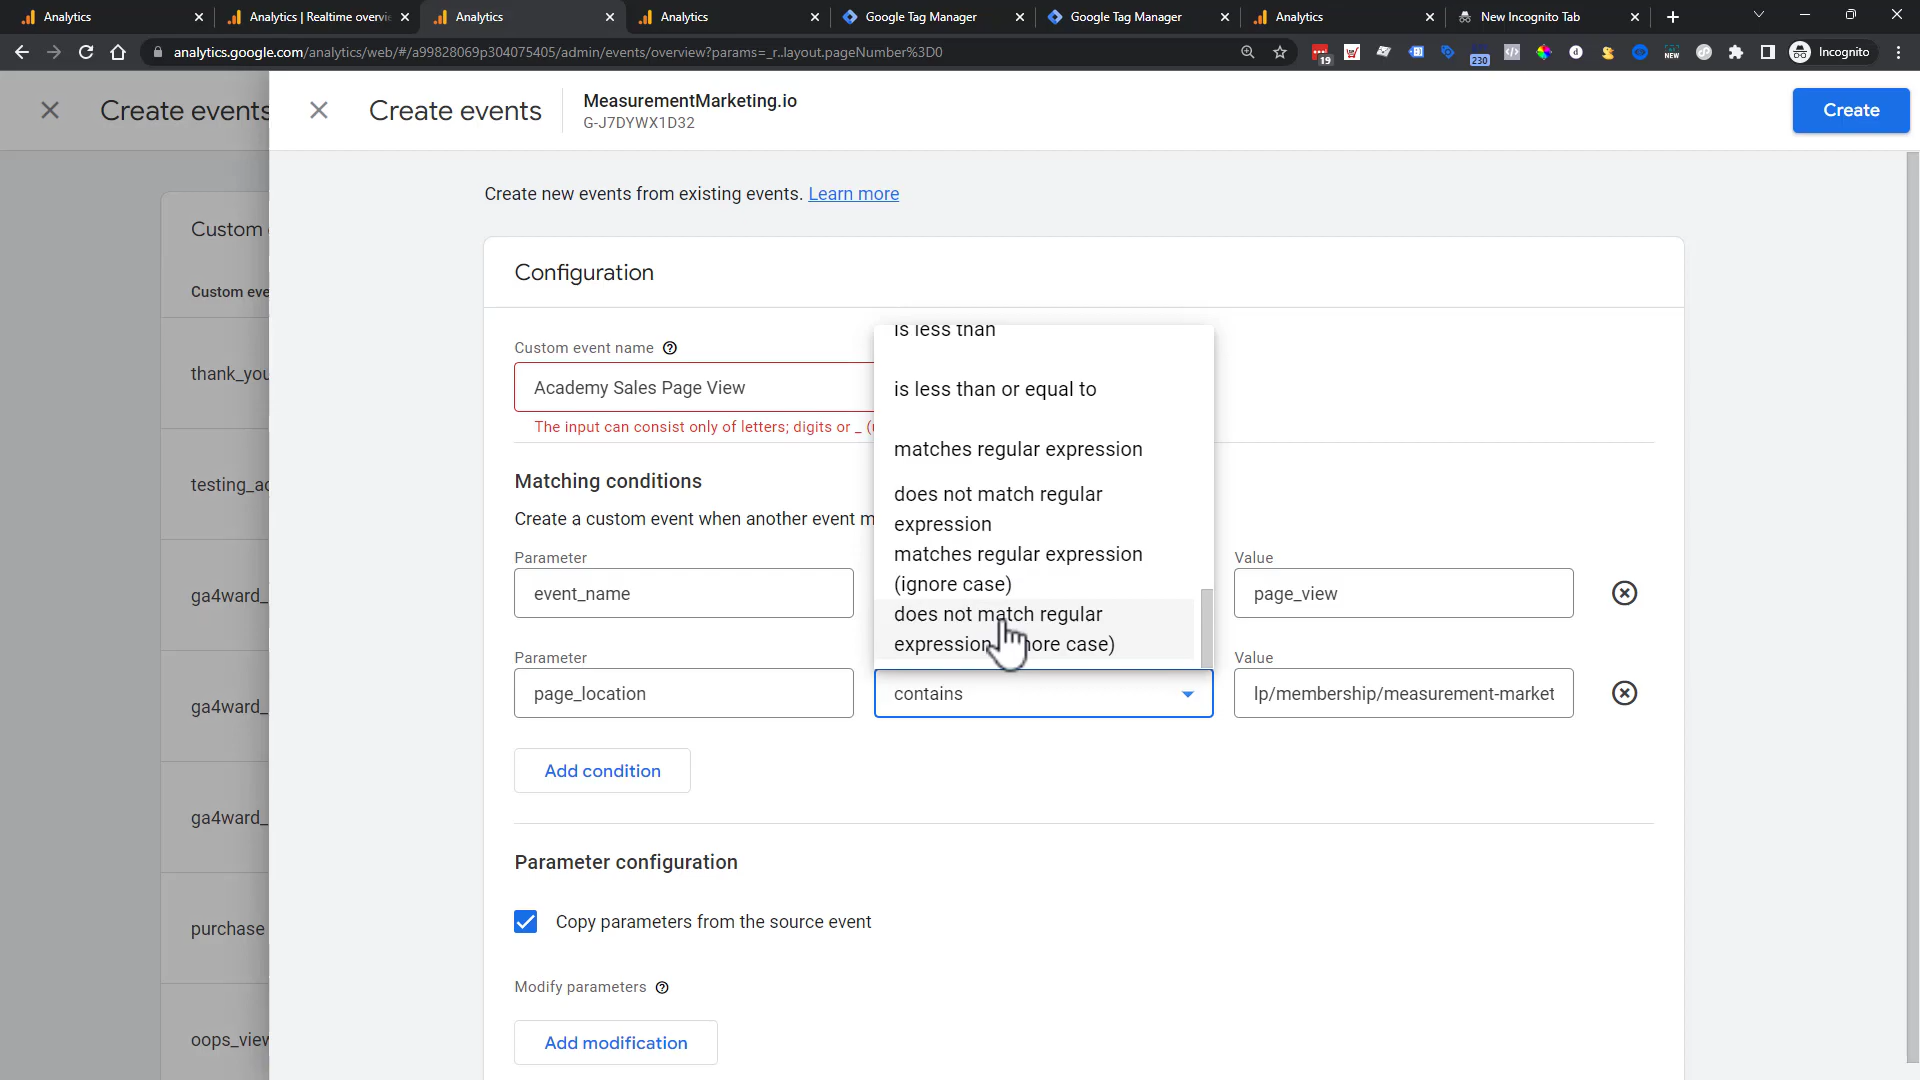 Analytics
Analytics | Realtime overvi
Analytics
Analytics
Google Tag Manager
Google Tag Manager
Analytics
New Incognito Tab
analytics.google.com/analytics/web/#/a99828069p304075405/admin/events/overview?params=_r..layout.pageNumber%3D0
19
230
NEW
Incognito
Create events
Create events
MeasurementMarketing.io
G-J7DYWX1D32
Create
Create new events from existing events. Learn more
Custom
Configuration
Custom eve
is less than
Custom event name
thank_you
Academy Sales Page View
is less than or equal to
The input can consist only of letters; digits or _ (
matches regular expression
testing_ac
Matching conditions
does not match regular
expression
Create a custom event when another event m
Parameter
matches regular expression
(ignore case)
Value
ga4ward_
event_name
page_view
does not match regular
expression
ore case)
Parameter
Value
ga4ward_
page_location
contains
lp/membership/measurement-market
Add condition
ga4ward_
Parameter configuration
purchase
Copy parameters from the source event
Modify parameters
oops_view
Add modification